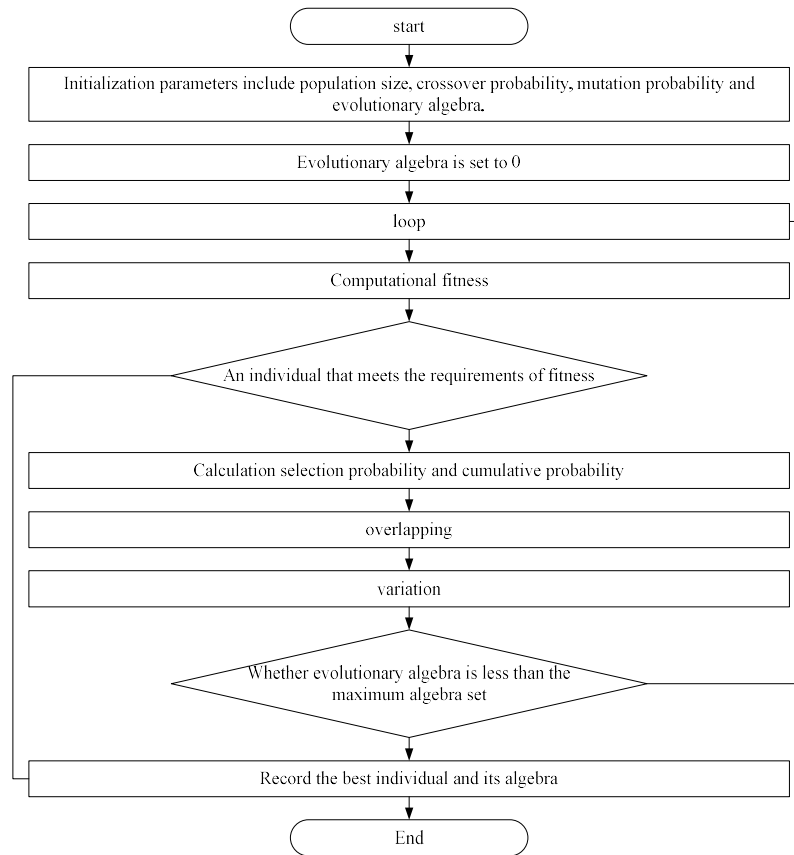 start
Initialization parameters include population size, crossover probability, mutation probability and
evolutionary algebra.
Evolutionary algebra is set to 0
loop
Computational fitness
An individual that meets the requirements of fitness
Calculation selection probability and cumulative probability
overlapping
variation
Whether evolutionary algebra is less than the
maximum algebra set
Record the best individual and its algebra
End